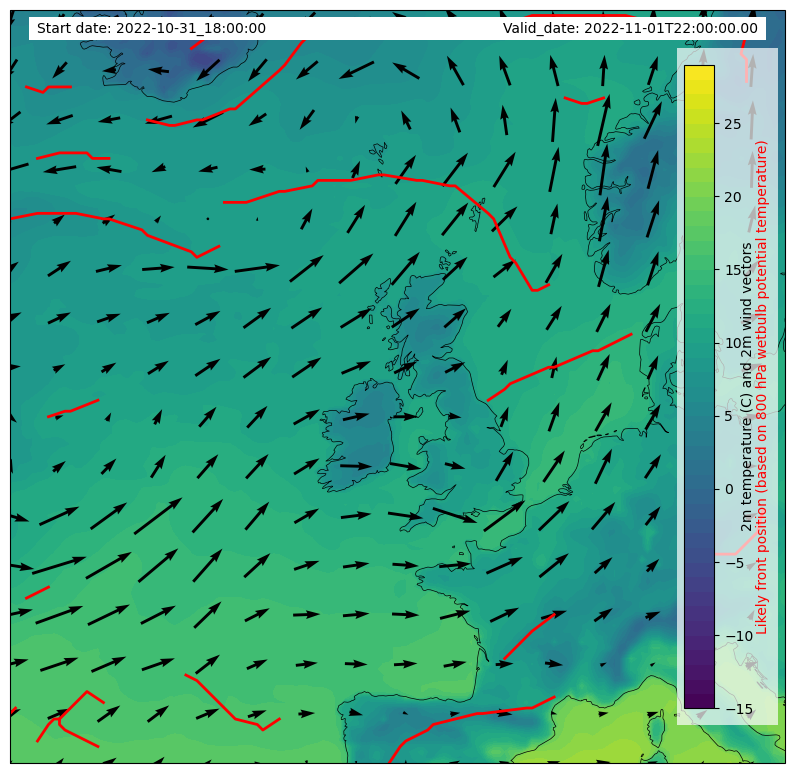 Start date: 2022-10-31_18:00:00
Valid_date: 2022-11-01T22:00:00.00
25
20
15
10
5
0
−5
−10
−15
2m temperature (C) and 2m wind vectors
Likely front position (based on 800 hPa wetbulb potential temperature)